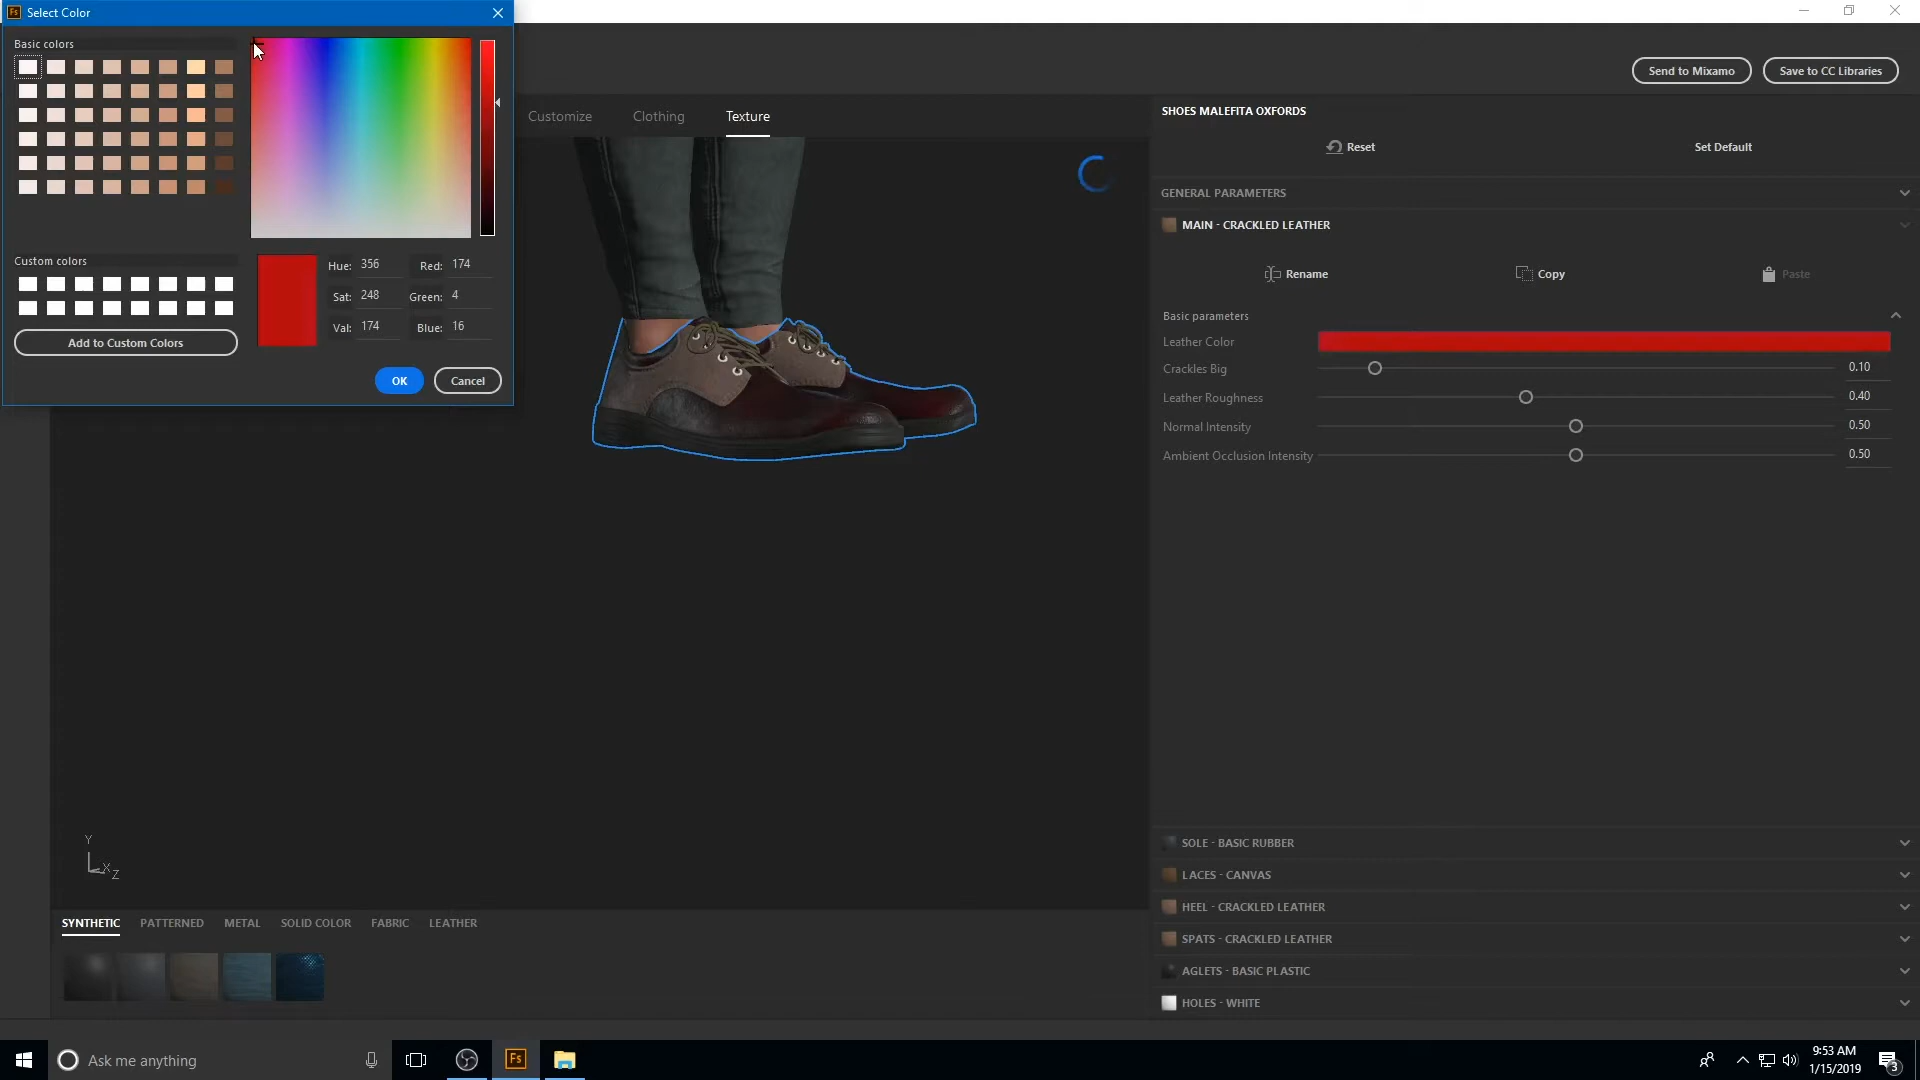 Fs Select Color
Basic colors
Custom colors
Add to Custom Colors
Hue: 356 Red: 174
Sat: 248 Green: 4
Val: 174 Blue: 16
OK Cancel
Send to Mixamo Save to CC Libraries
Customize Clothing Texture
SHOES MALEFITA OXFORDS
Reset Set Default
GENERAL PARAMETERS
MAIN - CRACKLED LEATHER
Rename Copy Paste
Basic parameters
Leather Color
Crackles Big 0.10
Leather Roughness 0.40
Normal Intensity 0.50
Ambient Occlusion Intensity 0.50
Y
X
Z
SOLE - BASIC RUBBER
LACES - CANVAS
HEEL - CRACKLED LEATHER
SPATS - CRACKLED LEATHER
AGLETS - BASIC PLASTIC
HOLES - WHITE
SYNTHETIC PATTERNED METAL SOLID COLOR FABRIC LEATHER
Ask me anything
Fs
9:53 AM
1/15/2019
3